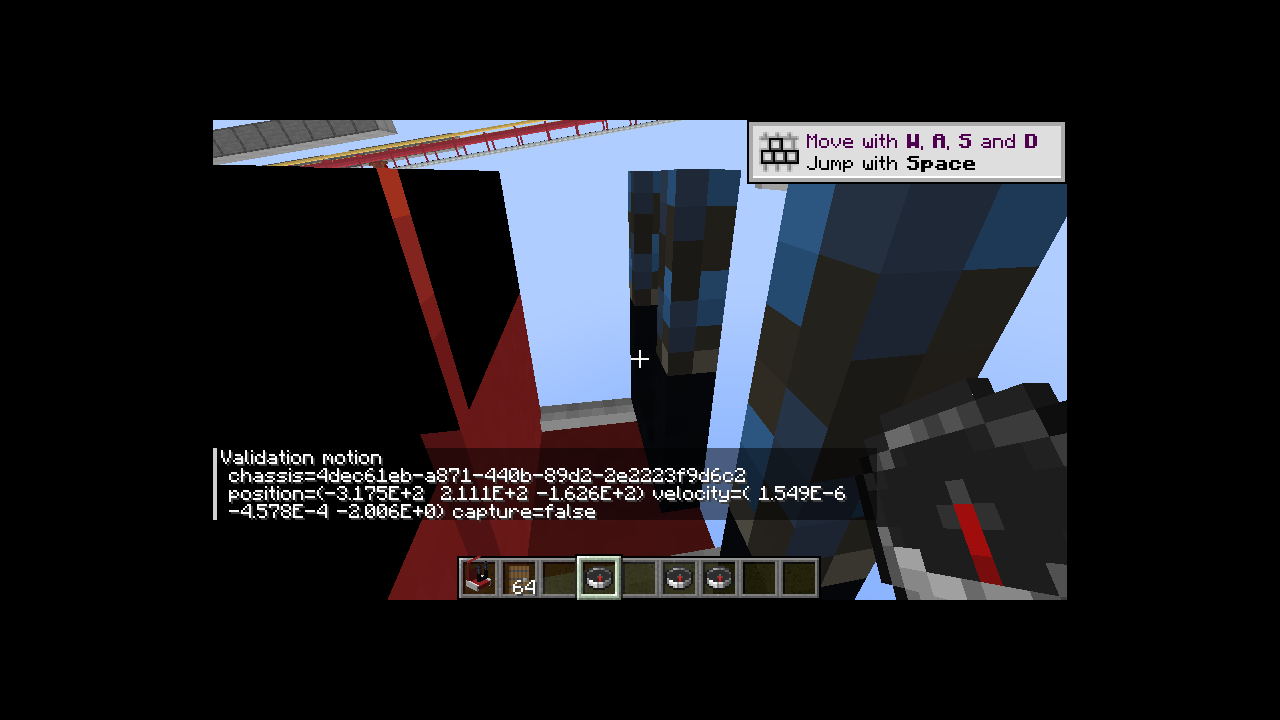 Move with W, A, S and D
Jump with Space
Validation motion
chassis=4dec61eb-a871-440b-89d2-2e2223f9d6c2
position=(-3.175E+2  2.111E+2 -1.626E+2) velocity=( 1.549E-6
-4.578E-4 -2.006E+0) capture=false
64